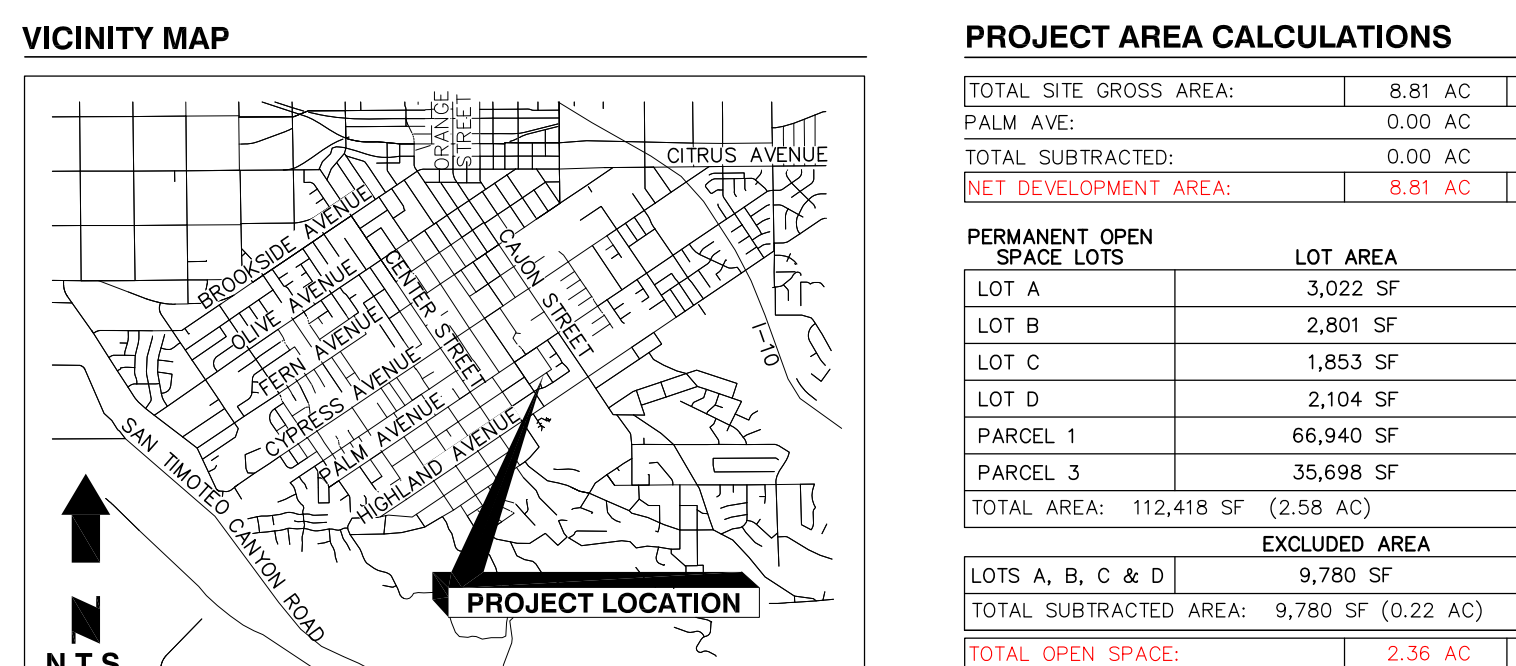 VICINITY MAP
ORANGE
STREET
CITRUS AVENUE
BROOKSIDE AVENUE
OLIVE AVENUE
CENTER STREET
CAJON STREET
FERN AVENUE
I-10
CYPRESS AVENUE
PALM AVENUE
HIGHLAND AVENUE
SAN TIMOTEO CANYON ROAD
PROJECT LOCATION
N
N.T.S.
PROJECT AREA CALCULATIONS
TOTAL SITE GROSS AREA: 8.81 AC
PALM AVE: 0.00 AC
TOTAL SUBTRACTED: 0.00 AC
NET DEVELOPMENT AREA: 8.81 AC
PERMANENT OPEN
SPACE LOTS LOT AREA
LOT A 3,022 SF
LOT B 2,801 SF
LOT C 1,853 SF
LOT D 2,104 SF
PARCEL 1 66,940 SF
PARCEL 3 35,698 SF
TOTAL AREA: 112,418 SF (2.58 AC)
EXCLUDED AREA
LOTS A, B, C & D 9,780 SF
TOTAL SUBTRACTED AREA: 9,780 SF (0.22 AC)
TOTAL OPEN SPACE: 2.36 AC